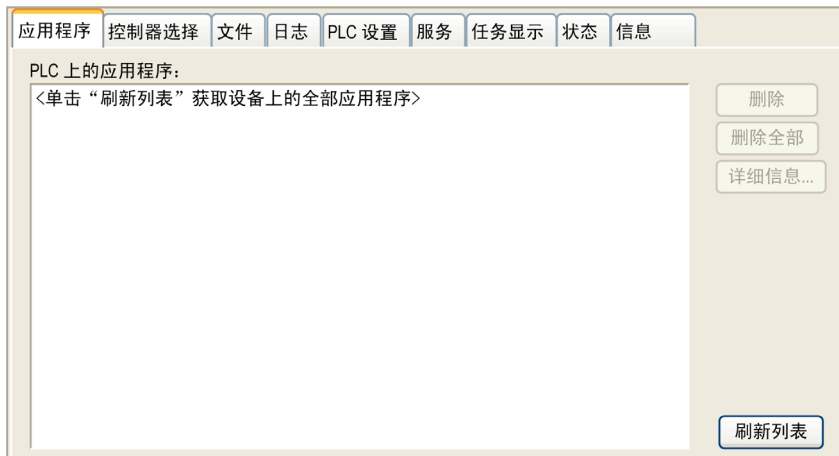 应用程序 控制器选择 文件 日志 PLC 设置 服务 任务显示 状态 信息
PLC 上的应用程序：
<单击“刷新列表”获取设备上的全部应用程序>
删除
删除全部
详细信息...
刷新列表